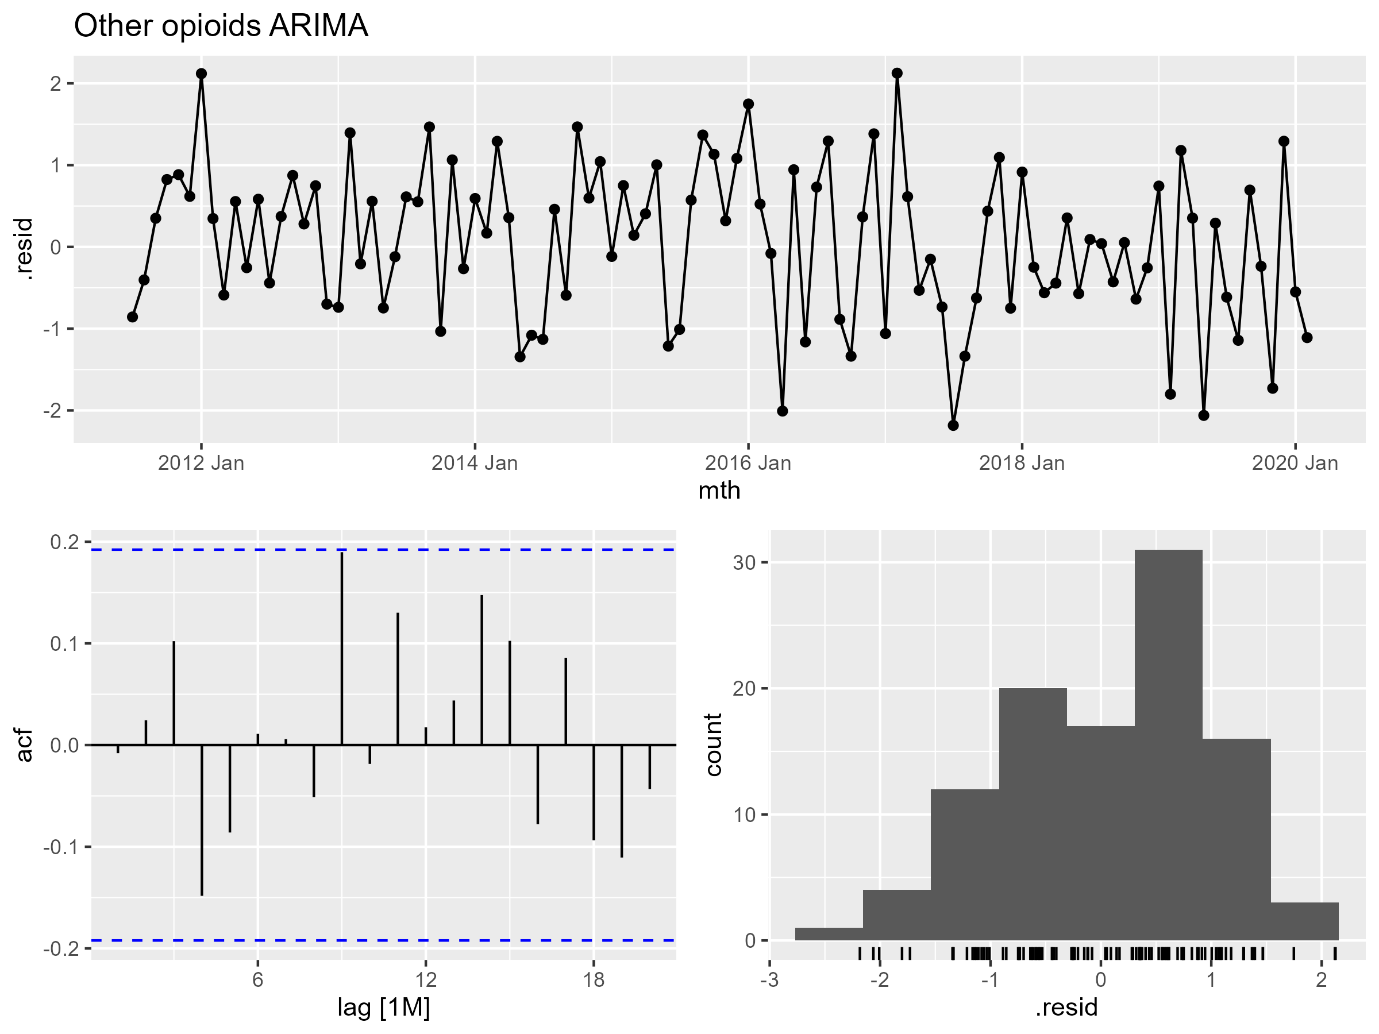 Other opioids ARIMA
2
1
0
-1
-2
.resid
2012 Jan
2014 Jan
2016 Jan
2018 Jan
2020 Jan
mth
0.2
0.1
0.0
-0.1
-0.2
acf
6
12
18
lag [1M]
30
20
10
0
count
-3
-2
-1
0
1
2
.resid